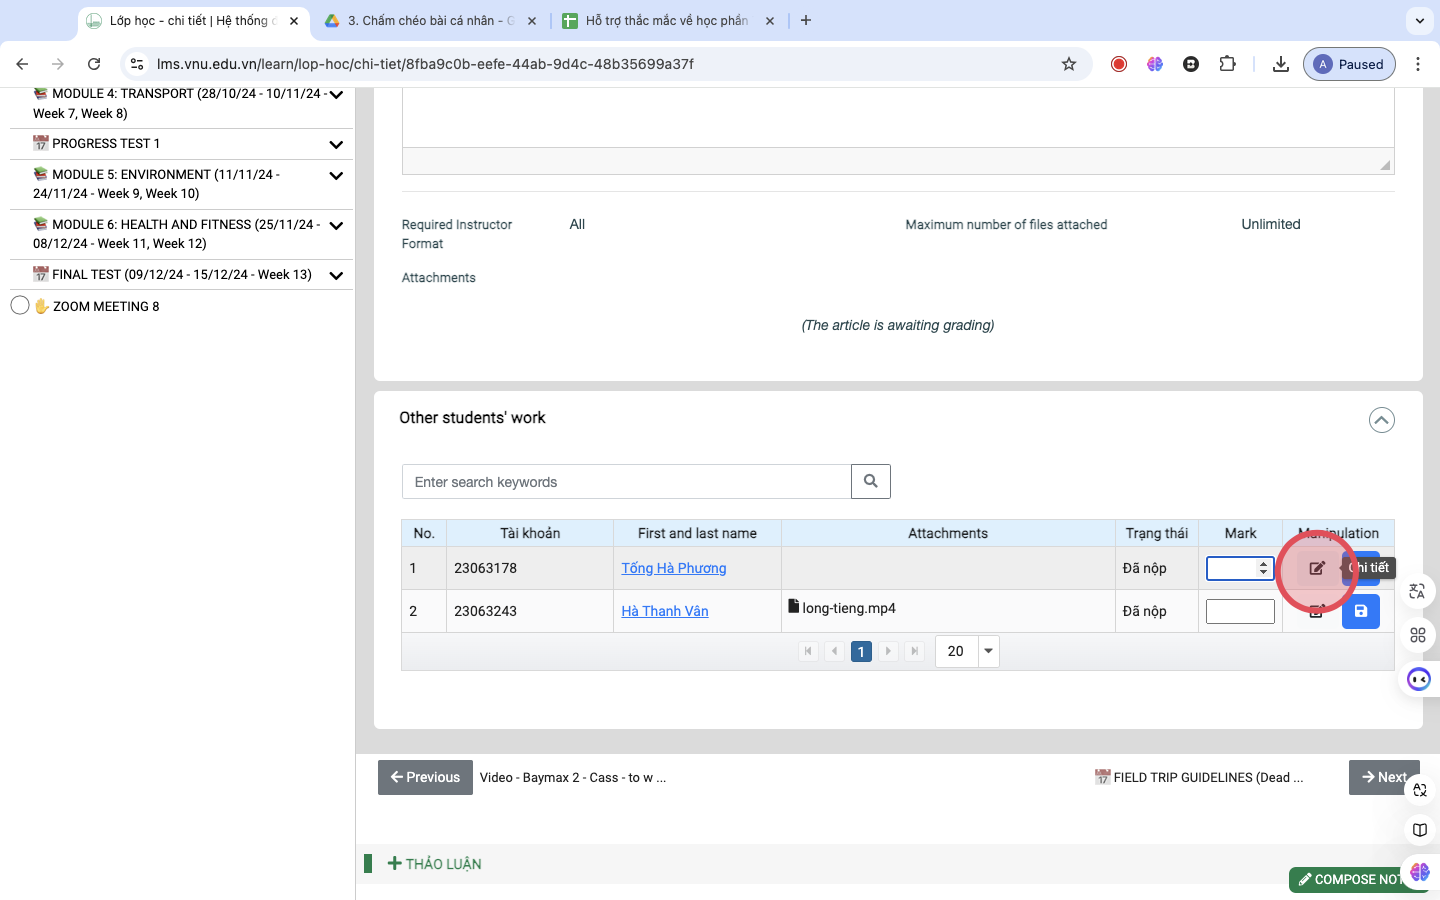 Lớp học - chi tiết | Hệ thống
3. Chấm chéo bài cá nhân - G
Hỗ trợ thắc mắc về học phần
lms.vnu.edu.vn/learn/lop-hoc/chi-tiet/8fba9c0b-eefe-44ab-9d4c-48b35699a37f
A Paused
MODULE 4: TRANSPORT (28/10/24 - 10/11/24 -
Week 7, Week 8)
PROGRESS TEST 1
MODULE 5: ENVIRONMENT (11/11/24 -
24/11/24 - Week 9, Week 10)
MODULE 6: HEALTH AND FITNESS (25/11/24 -
08/12/24 - Week 11, Week 12)
FINAL TEST (09/12/24 - 15/12/24 - Week 13)
ZOOM MEETING 8
Required Instructor
Format
All
Maximum number of files attached
Unlimited
Attachments
(The article is awaiting grading)
Other students' work
Enter search keywords
No. Tài khoản First and last name Attachments Trạng thái Mark Manipulation
1 23063178 Tống Hà Phương Đã nộp Chi tiết
2 23063243 Hà Thanh Vân long-tieng.mp4 Đã nộp
1 20
Previous Video - Baymax 2 - Cass - to w ...
FIELD TRIP GUIDELINES (Dead ... Next
THẢO LUẬN
COMPOSE NOT